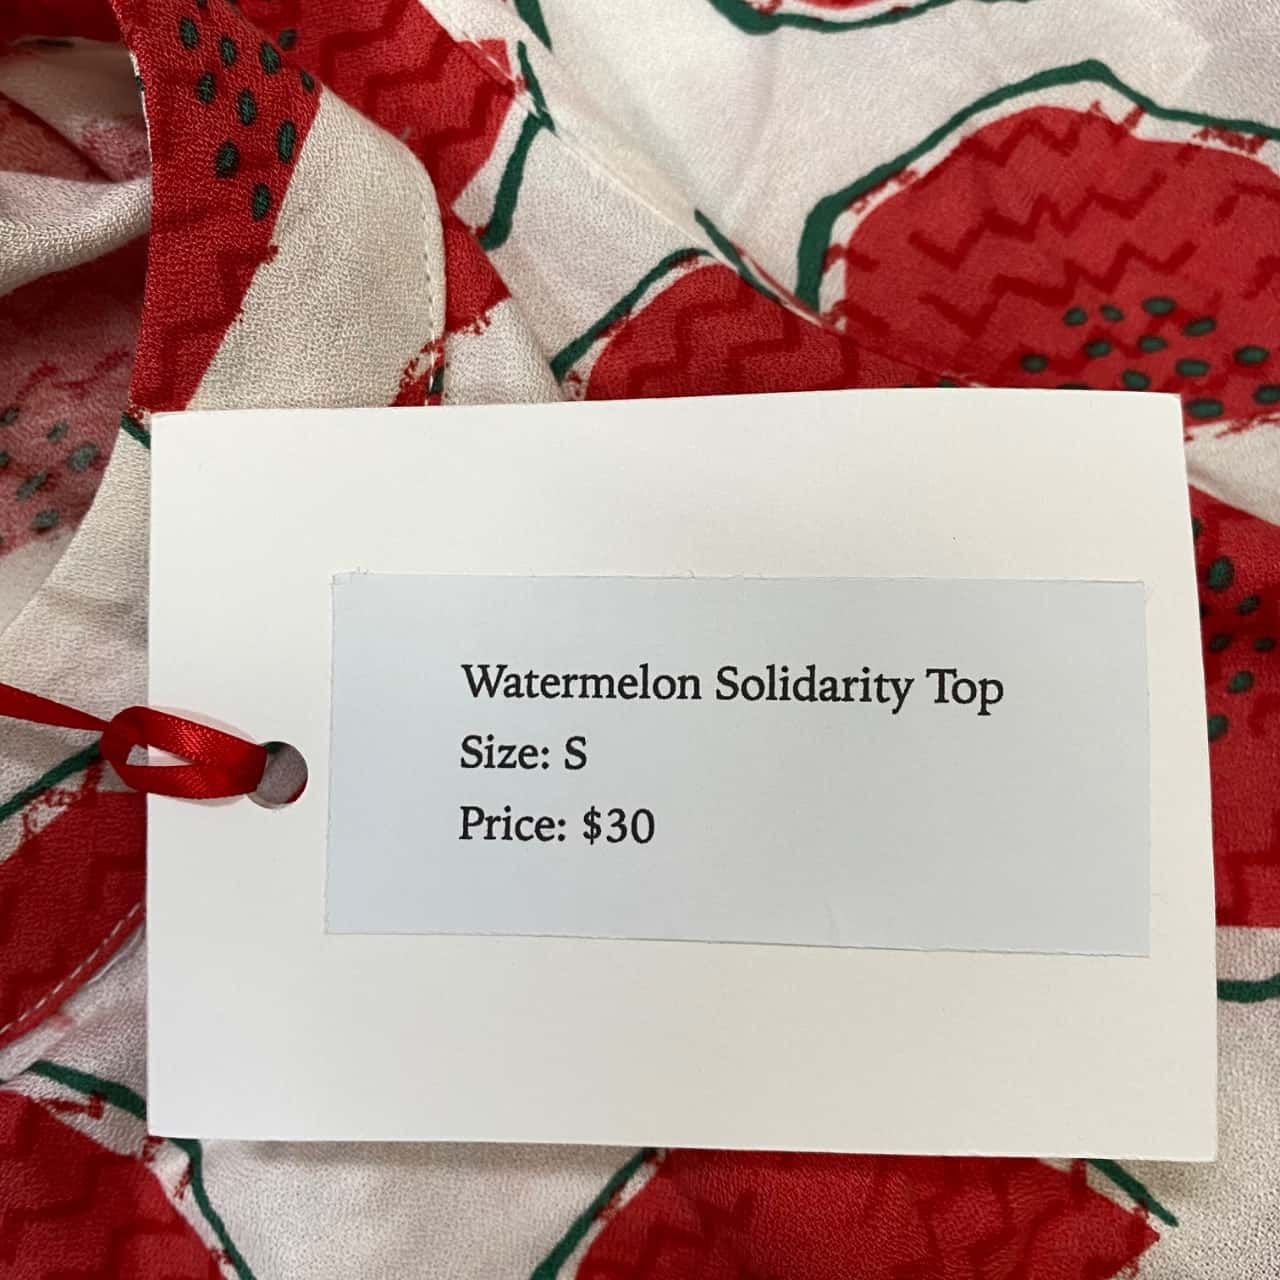 Watermelon Solidarity Top
Size: S
Price: $30